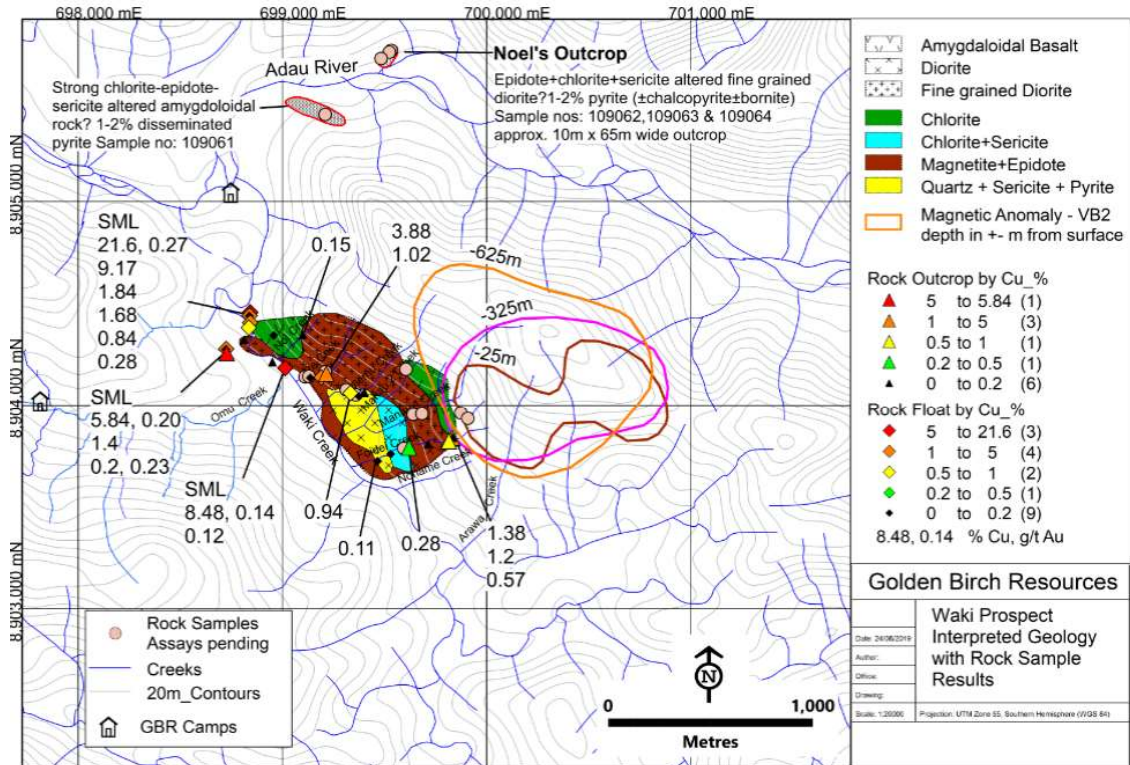 698,000 mE
699,000 mE
700,000 mE
701,000 mE
8,905,000 mN
8,904,000 mN
8,903,000 mN
Adau River
Noel's Outcrop
Epidote+chlorite+sericite altered fine grained
diorite?1-2% pyrite (±chalcopyrite±bornite)
Sample nos: 109062,109063 & 109064
approx. 10m x 65m wide outcrop
Strong chlorite-epidote-
sericite altered amygdoloidal
rock? 1-2% disseminated
pyrite Sample no: 109061
SML
21.6, 0.27
9.17
1.84
1.68
0.84
0.28
0.15
3.88
1.02
-625m
-325m
-25m
SML
5.84, 0.20
1.4
0.2, 0.23
Omu Creek
Waki Creek
Noname Creek
Arawa Creek
SML
8.48, 0.14
0.12
0.94
0.11
0.28
1.38
1.2
0.57
Rock Samples
Assays pending
Creeks
20m_Contours
GBR Camps
N
0
1,000
Metres
Amygdaloidal Basalt
Diorite
Fine grained Diorite
Chlorite
Chlorite+Sericite
Magnetite+Epidote
Quartz + Sericite + Pyrite
Magnetic Anomaly - VB2
depth in +- m from surface
Rock Outcrop by Cu_%
5 to 5.84 (1)
1 to 5 (3)
0.5 to 1 (1)
0.2 to 0.5 (1)
0 to 0.2 (6)
Rock Float by Cu_%
5 to 21.6 (3)
1 to 5 (4)
0.5 to 1 (2)
0.2 to 0.5 (1)
0 to 0.2 (9)
8.48, 0.14 % Cu, g/t Au
Golden Birch Resources
Waki Prospect
Interpreted Geology
with Rock Sample
Results
Date: 24/06/2019
Author:
Office:
Drawing:
Scale: 1:20000
Projection: UTM Zone 55, Southern Hemisphere (WGS 84)